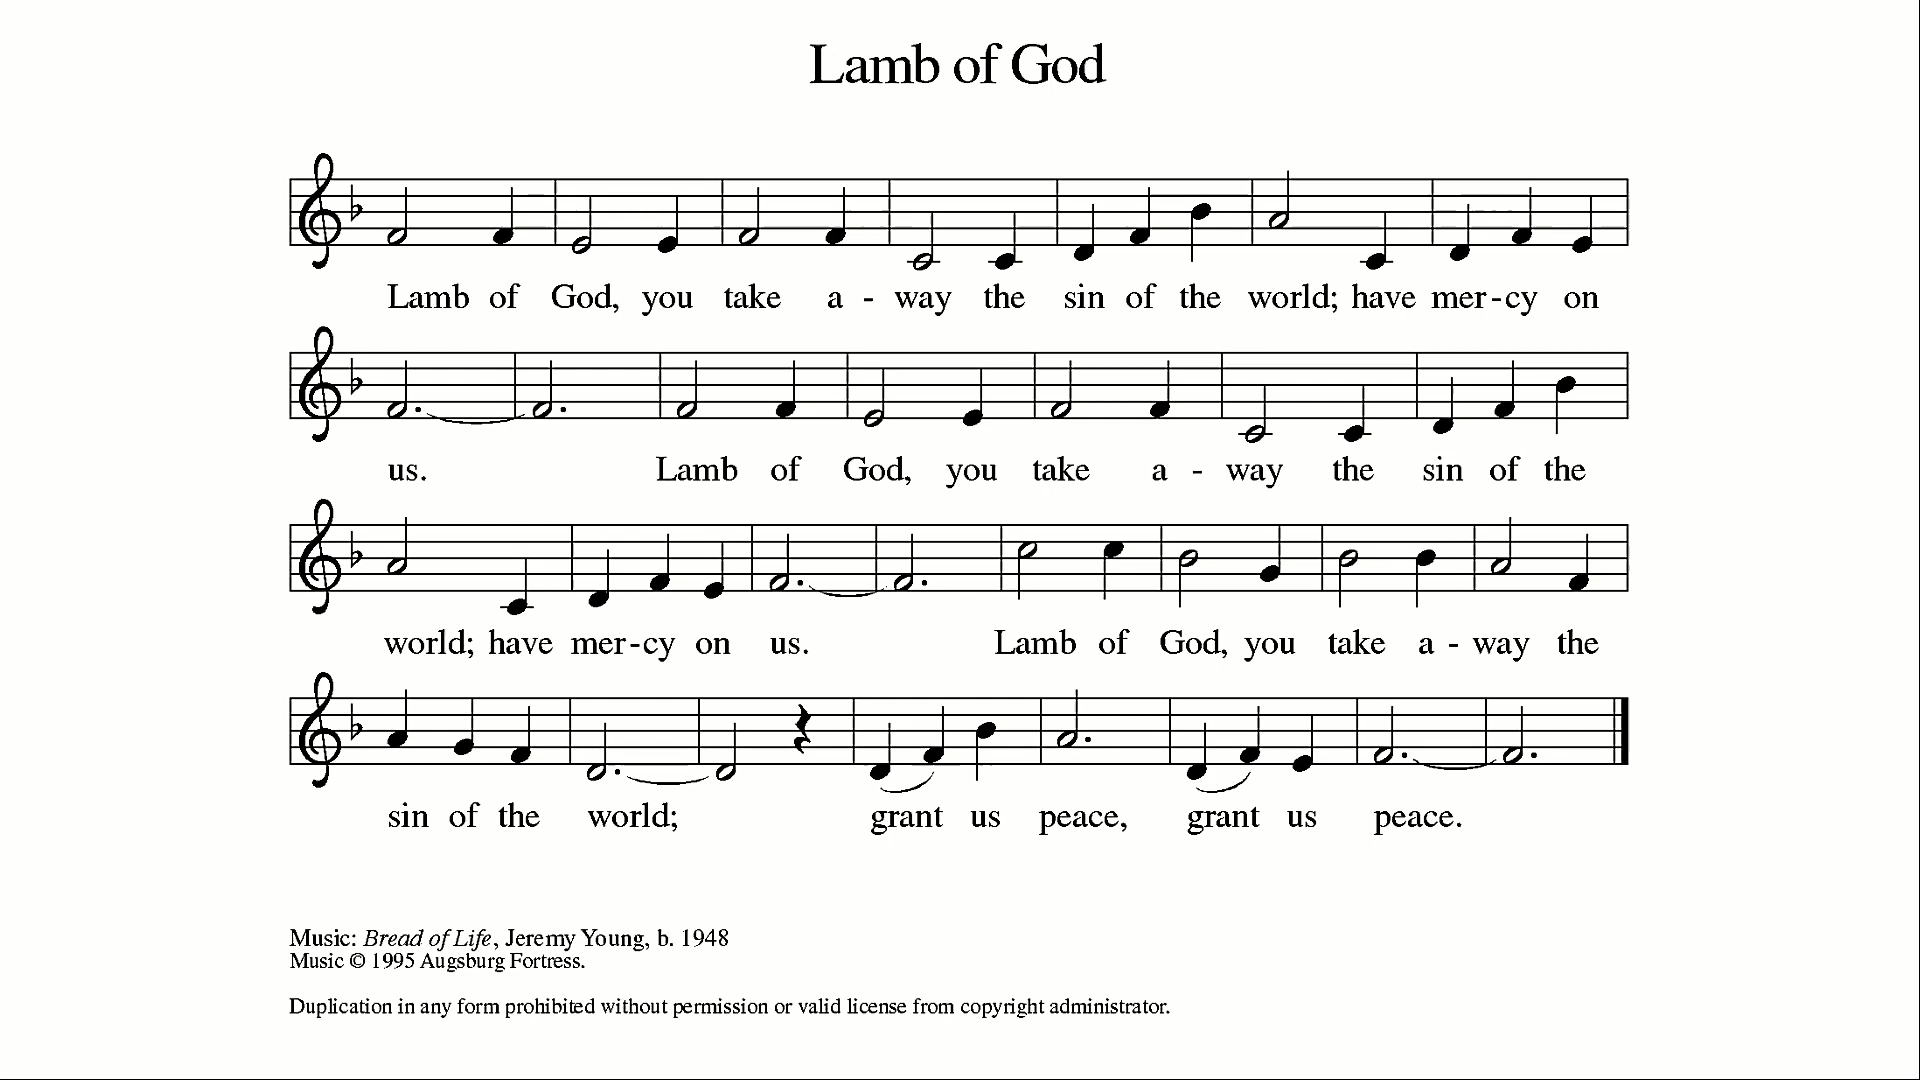 Lamb of God
Lamb of God, you take a - way the sin of the world; have mer - cy on
us. Lamb of God, you take a - way the sin of the
world; have mer - cy on us. Lamb of God, you take a - way the
sin of the world; grant us peace, grant us peace.
Music: Bread of Life, Jeremy Young, b. 1948
Music © 1995 Augsburg Fortress.
Duplication in any form prohibited without permission or valid license from copyright administrator.